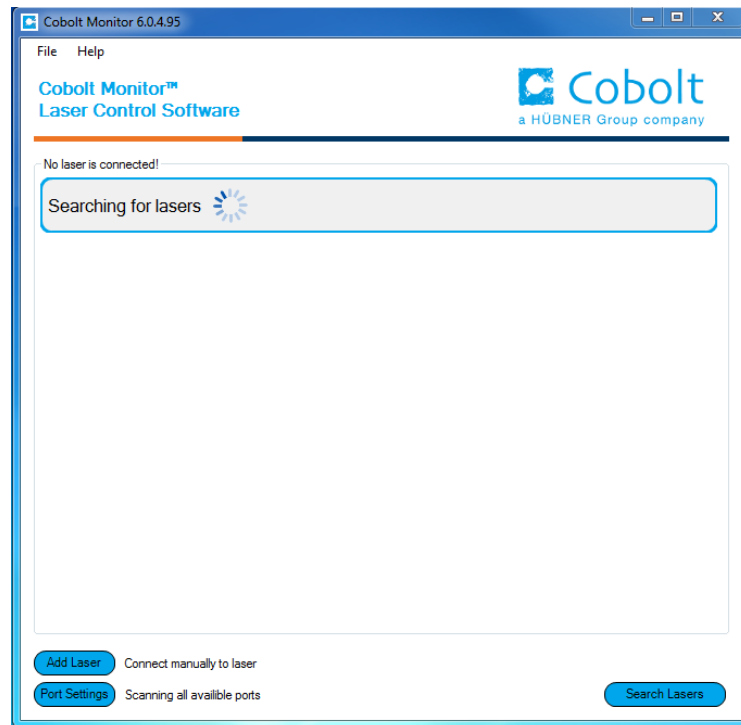 Cobolt Monitor 6.0.4.95
File Help
Cobolt Monitor™
Laser Control Software
Cobolt
a HÜBNER Group company
No laser is connected!
Searching for lasers
Add Laser Connect manually to laser
Port Settings Scanning all availible ports
Search Lasers